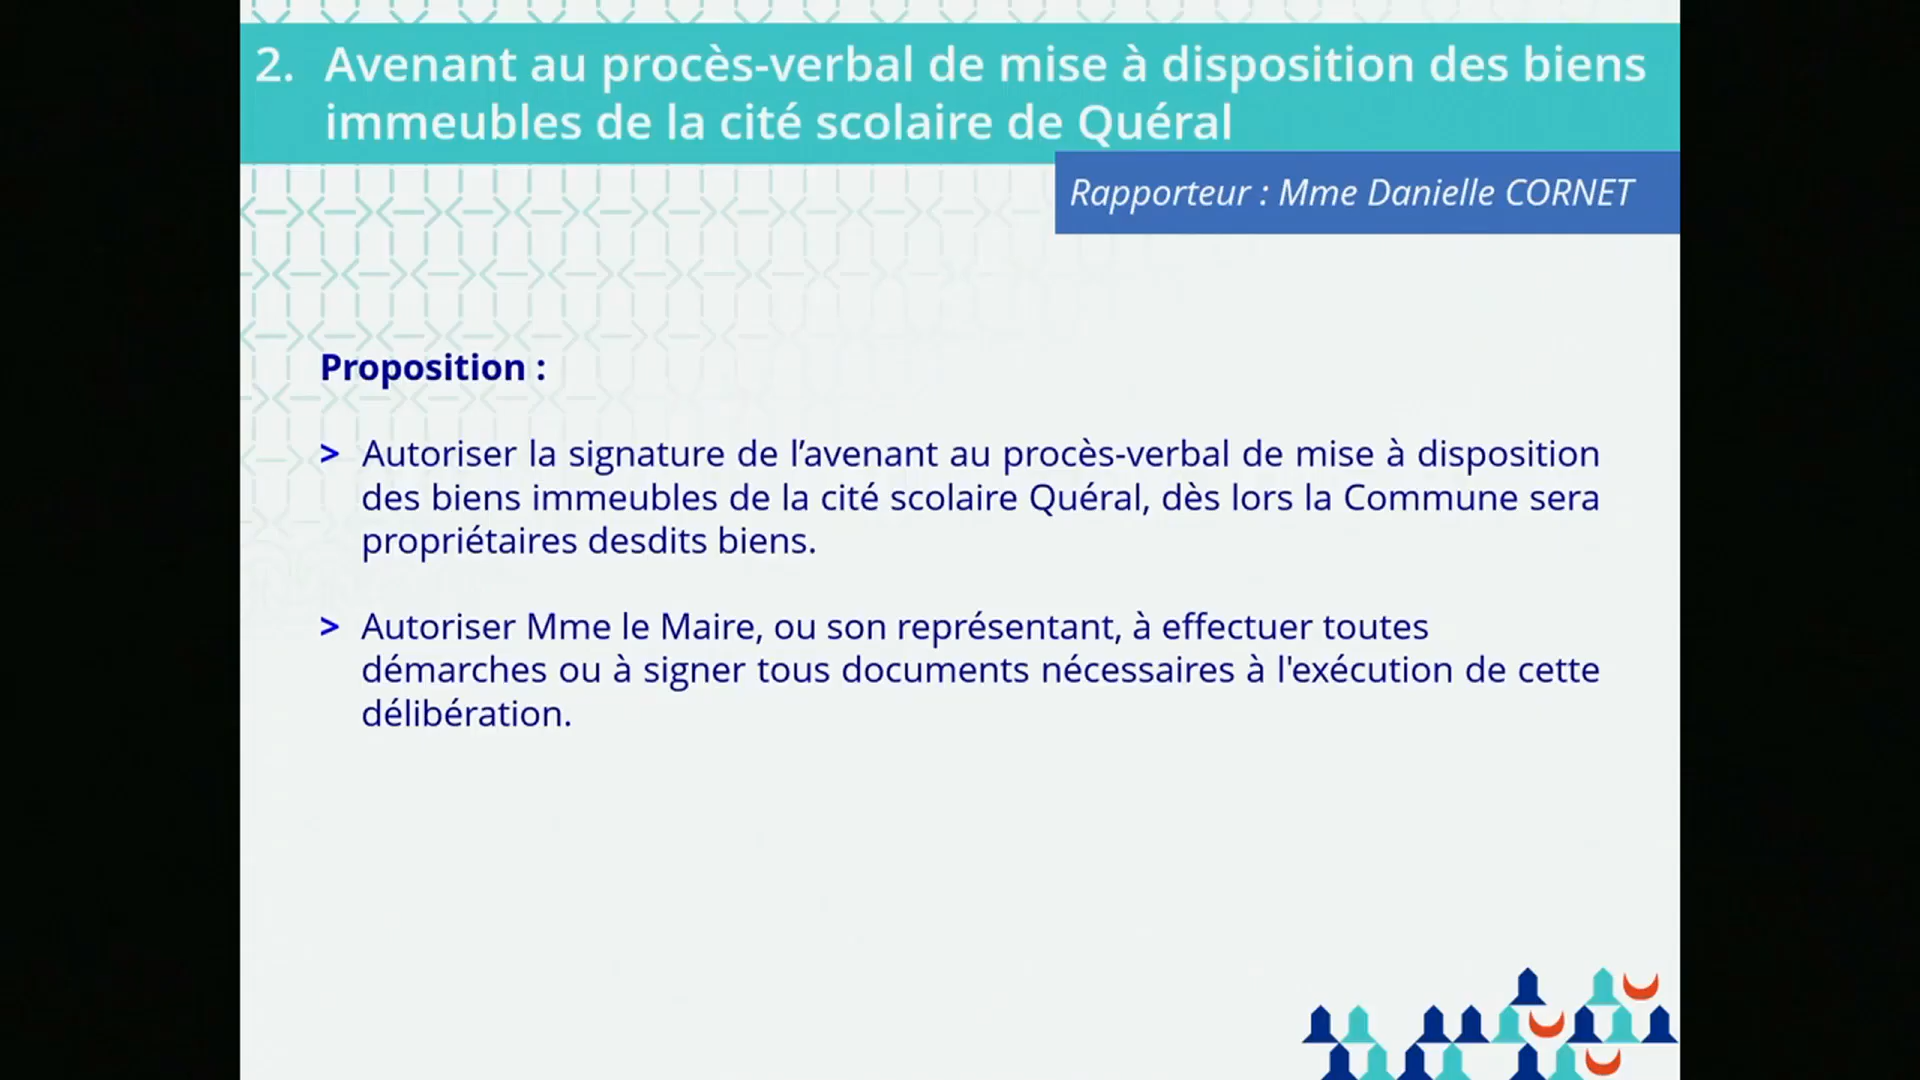 2. Avenant au procès-verbal de mise à disposition des biens
immeubles de la cité scolaire de Quéral
Rapporteur : Mme Danielle CORNET
Proposition :
> Autoriser la signature de l’avenant au procès-verbal de mise à disposition
des biens immeubles de la cité scolaire Quéral, dès lors la Commune sera
propriétaires desdits biens.
> Autoriser Mme le Maire, ou son représentant, à effectuer toutes
démarches ou à signer tous documents nécessaires à l'exécution de cette
délibération.